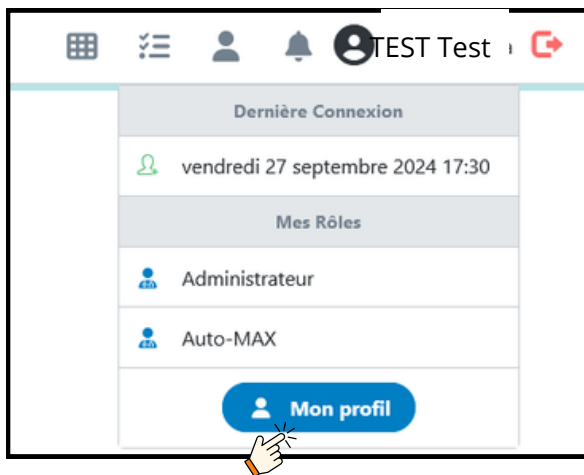 TEST Test
Dernière Connexion
vendredi 27 septembre 2024 17:30
Mes Rôles
Administrateur
Auto-MAX
Mon profil